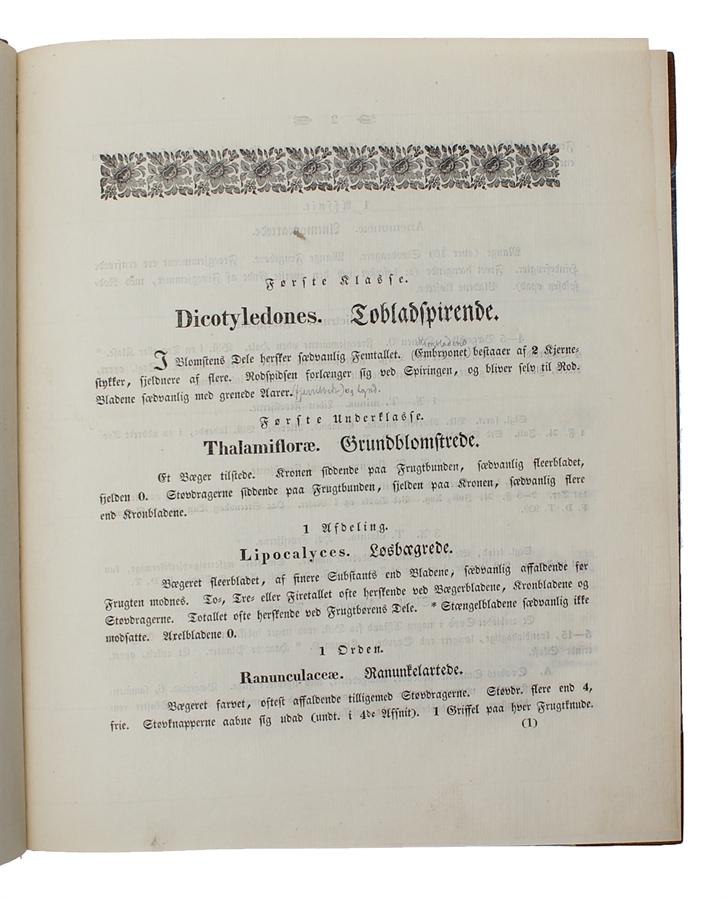 Første Klasse.
Dicotyledones. Tobladspirende.
I Blomstens Dele hersker sædvanlig Femtallet. (Embryonet) bestaaer af 2 Kjerne-
stykker, sjeldnere af flere. Rodspidsen forlænger sig ved Spiringen, og bliver selv til Rod.
Bladene sædvanlig med grenede Aarer.
Første Underklasse.
Thalamifloræ. Grundblomstrede.
Et Bæger tilstede. Kronen siddende paa Frugtbunden, sædvanlig fleerbladet,
sjelden 0. Støvdragerne siddende paa Frugtbunden, sjelden paa Kronen, sædvanlig flere
end Kronbladene.
1 Afdeling.
Lipocalyces. Løsbægrede.
Bægeret fleerbladet, af finere Substants end Bladene, sædvanlig affaldende før
Frugten modnes. To-, Tre- eller Firetallet ofte herskende ved Bægerbladene, Kronbladene og
Støvdragerne. Totallet ofte herskende ved Frugtbørens Dele. * Stængelbladene sædvanlig ikke
modsatte. Axelbladene 0.
1 Orden.
Ranunculaceæ. Ranunkelartede.
Bægeret farvet, oftest affaldende tilligemed Støvdragerne. Støvdr. flere end 4,
frie. Støvknapperne aabne sig udad (undt. i 4de Afsnit). 1 Griffel paa hver Frugtknude.
(1)